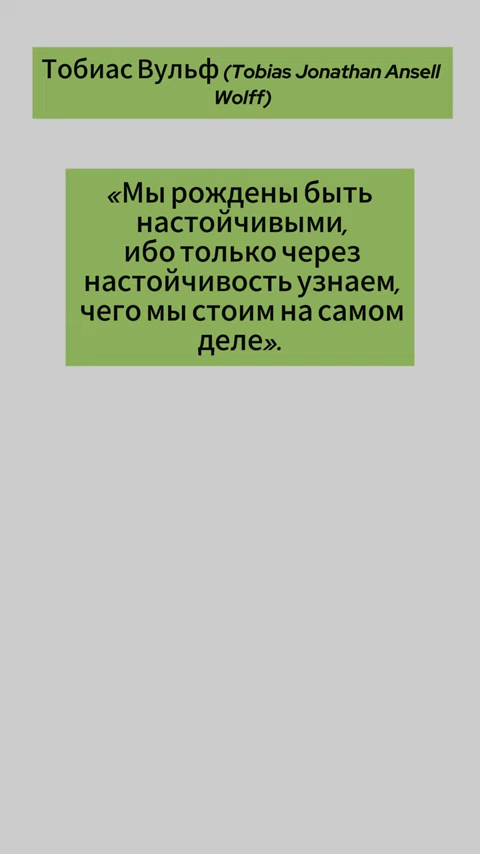 Тобиас Вульф (Tobias Jonathan Ansell
Wolff)
«Мы рождены быть
настойчивыми,
ибо только через
настойчивость узнаем,
чего мы стоим на самом
деле».